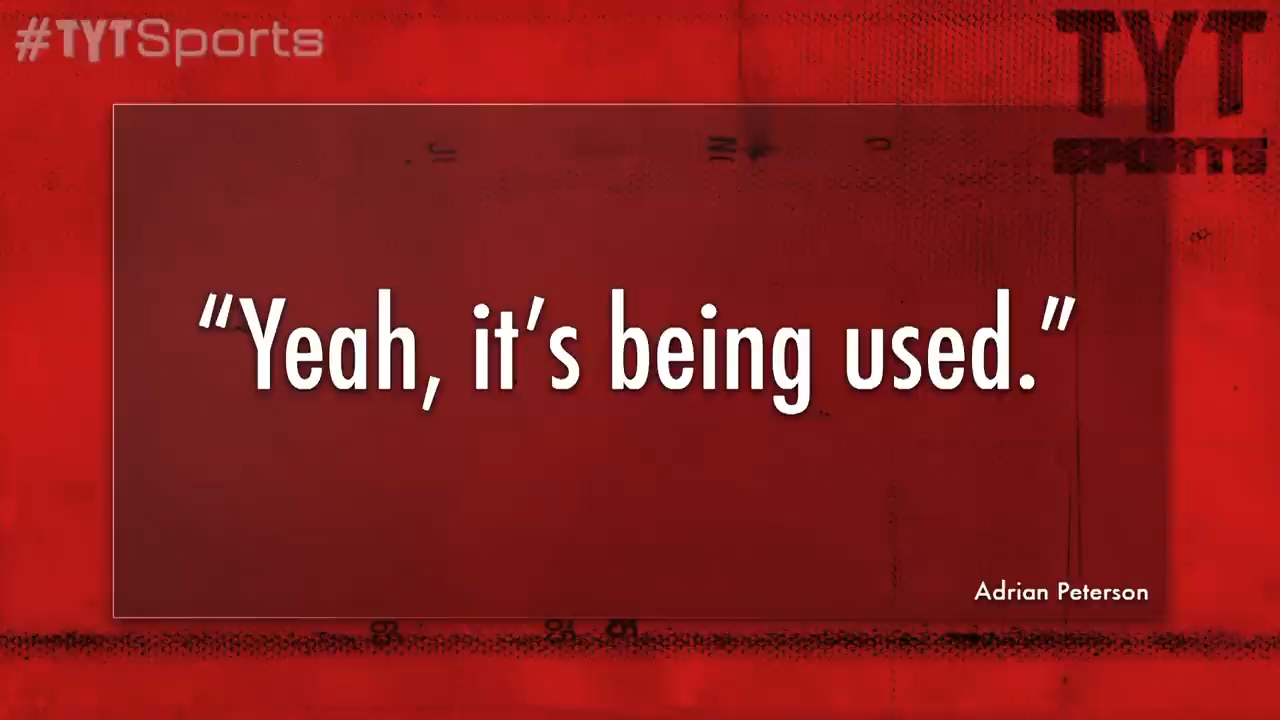 #TYTSports
TYT
SPORTS
“Yeah, it’s being used.”
Adrian Peterson